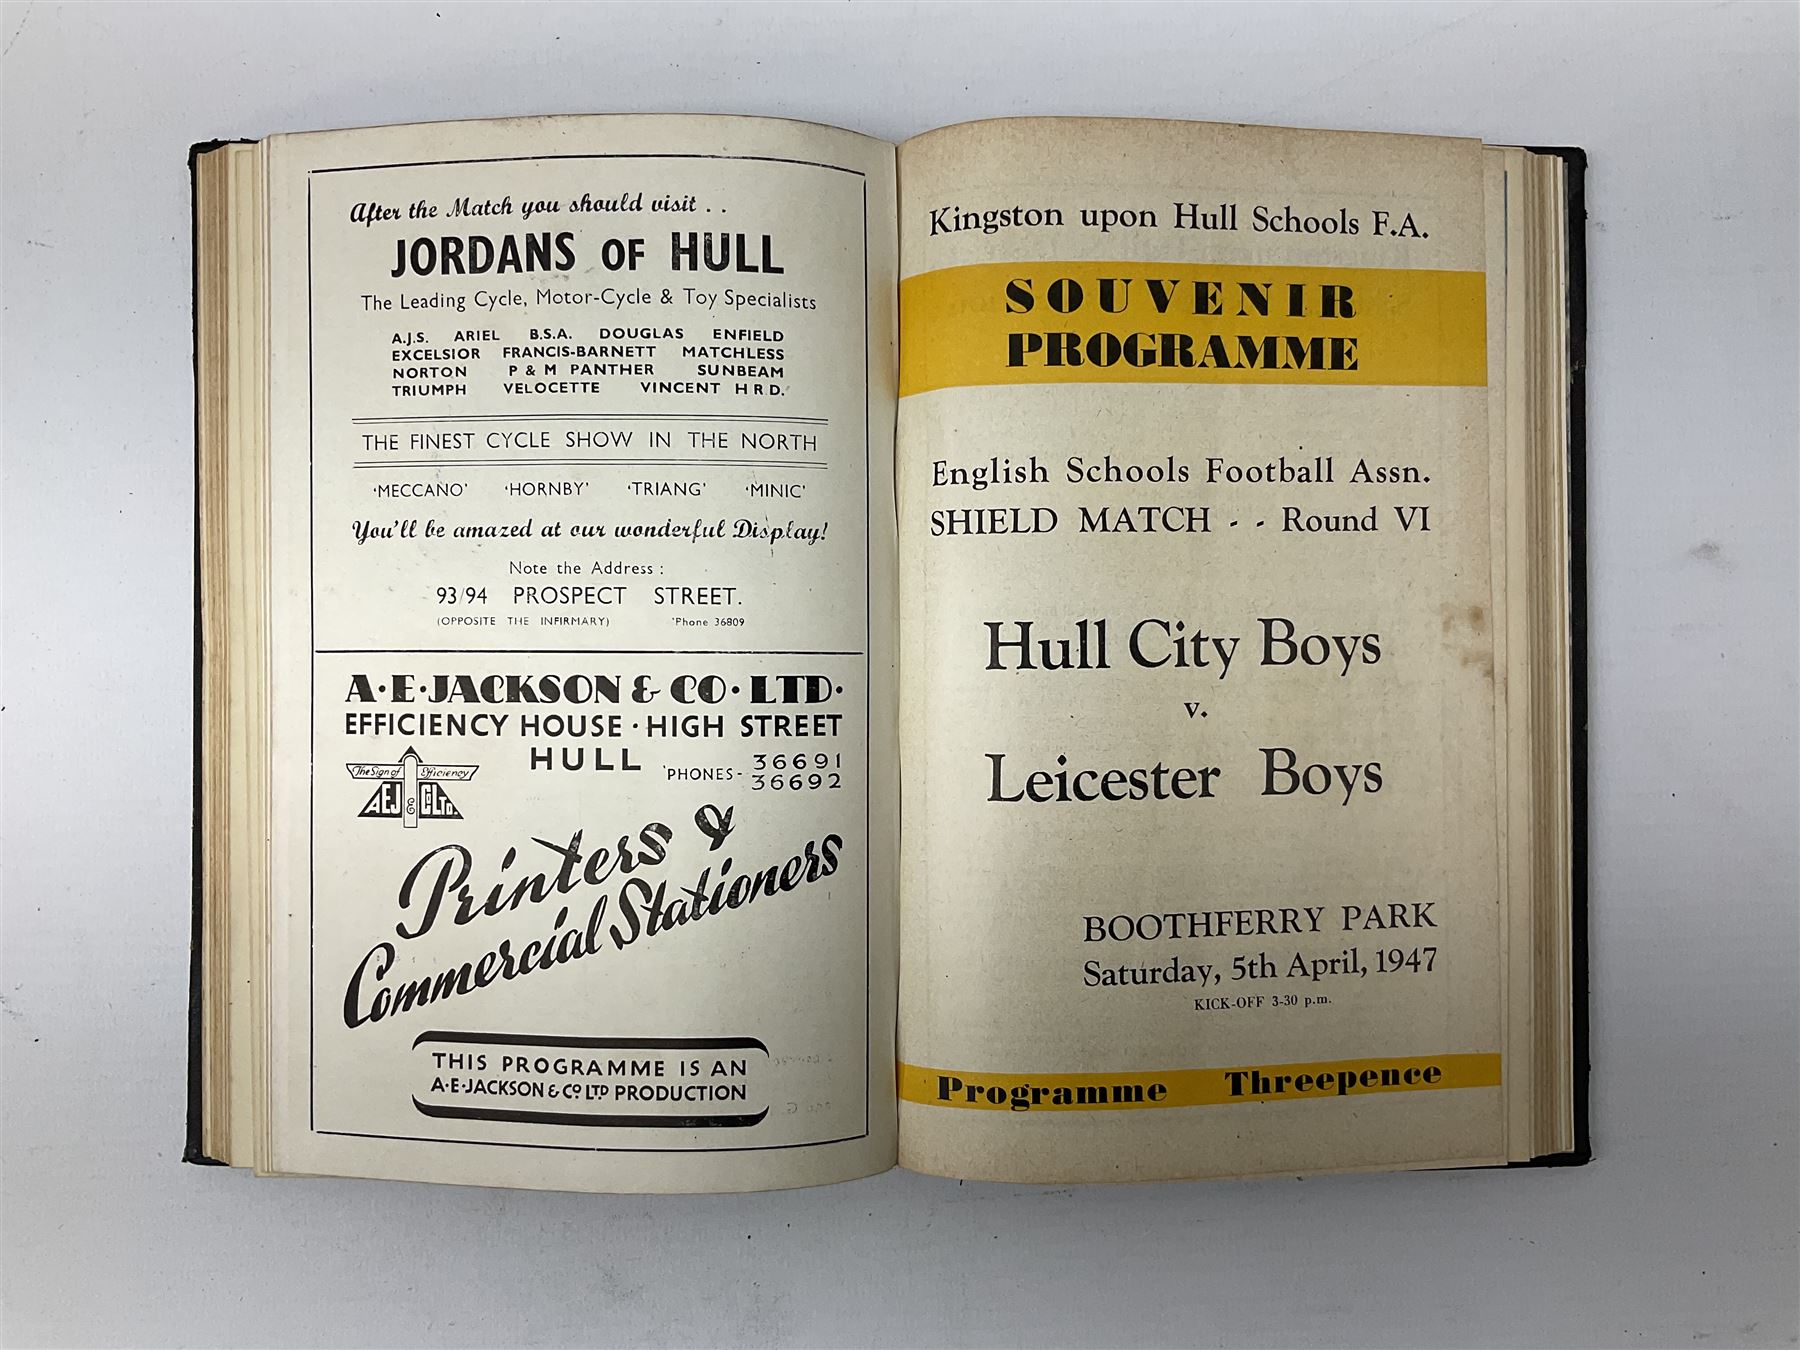 After the Match you should visit . .
JORDANS OF HULL
The Leading Cycle, Motor-Cycle & Toy Specialists
A.J.S. ARIEL B.S.A. DOUGLAS ENFIELD
EXCELSIOR FRANCIS-BARNETT MATCHLESS
NORTON P & M PANTHER SUNBEAM
TRIUMPH VELOCETTE VINCENT H R D.
THE FINEST CYCLE SHOW IN THE NORTH
'MECCANO' 'HORNBY' 'TRIANG' 'MINIC'
You'll be amazed at our wonderful Display!
Note the Address :
93/94 PROSPECT STREET.
(OPPOSITE THE INFIRMARY) 'Phone 36809
A·E·JACKSON & CO·LTD·
EFFICIENCY HOUSE · HIGH STREET
HULL 'PHONES - 36691
36692
The Sign of Efficiency
AEJ & Co LTD.
Printers &
Commercial Stationers
THIS PROGRAMME IS AN
A·E·JACKSON & Co LTD PRODUCTION
Kingston upon Hull Schools F.A.
SOUVENIR
PROGRAMME
English Schools Football Assn.
SHIELD MATCH - - Round VI
Hull City Boys
v.
Leicester Boys
BOOTHFERRY PARK
Saturday, 5th April, 1947
KICK-OFF 3-30 p.m.
Programme Threepence